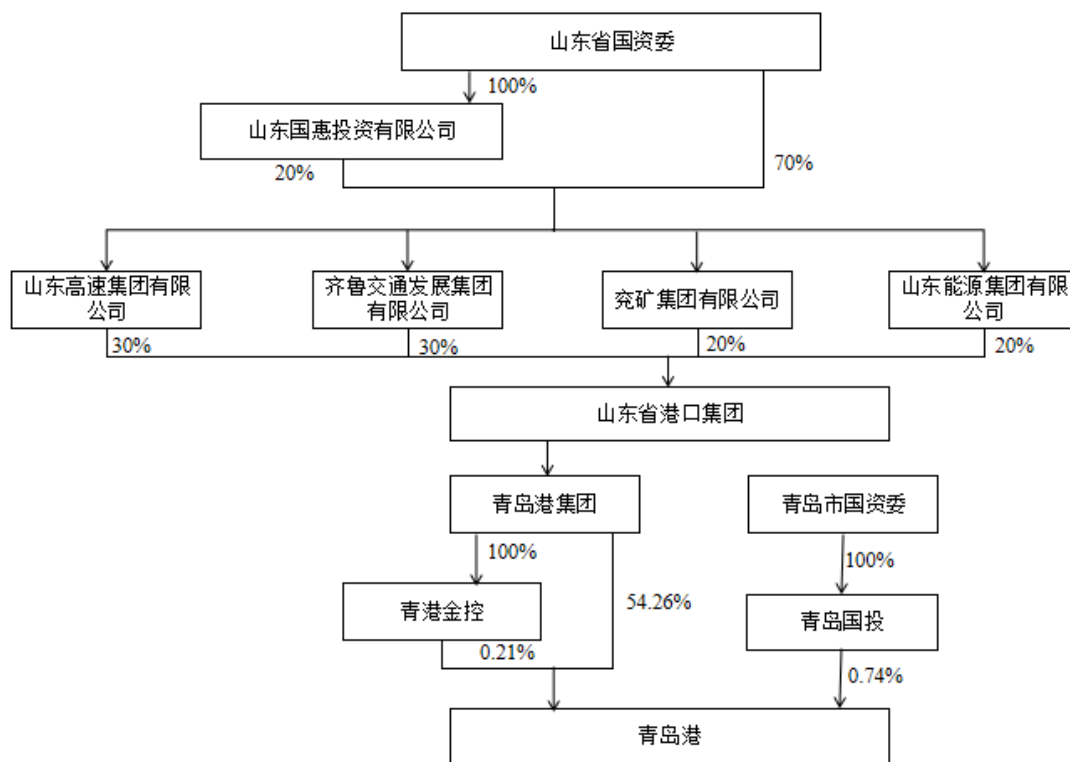 山东省国资委
100%
山东国惠投资有限公司
20%
70%
山东高速集团有限
公司
齐鲁交通发展集团
有限公司
兖矿集团有限公司
山东能源集团有限
公司
30%
30%
20%
20%
山东省港口集团
青岛港集团
青岛市国资委
100%
100%
青港金控
54.26%
青岛国投
0.21%
0.74%
青岛港